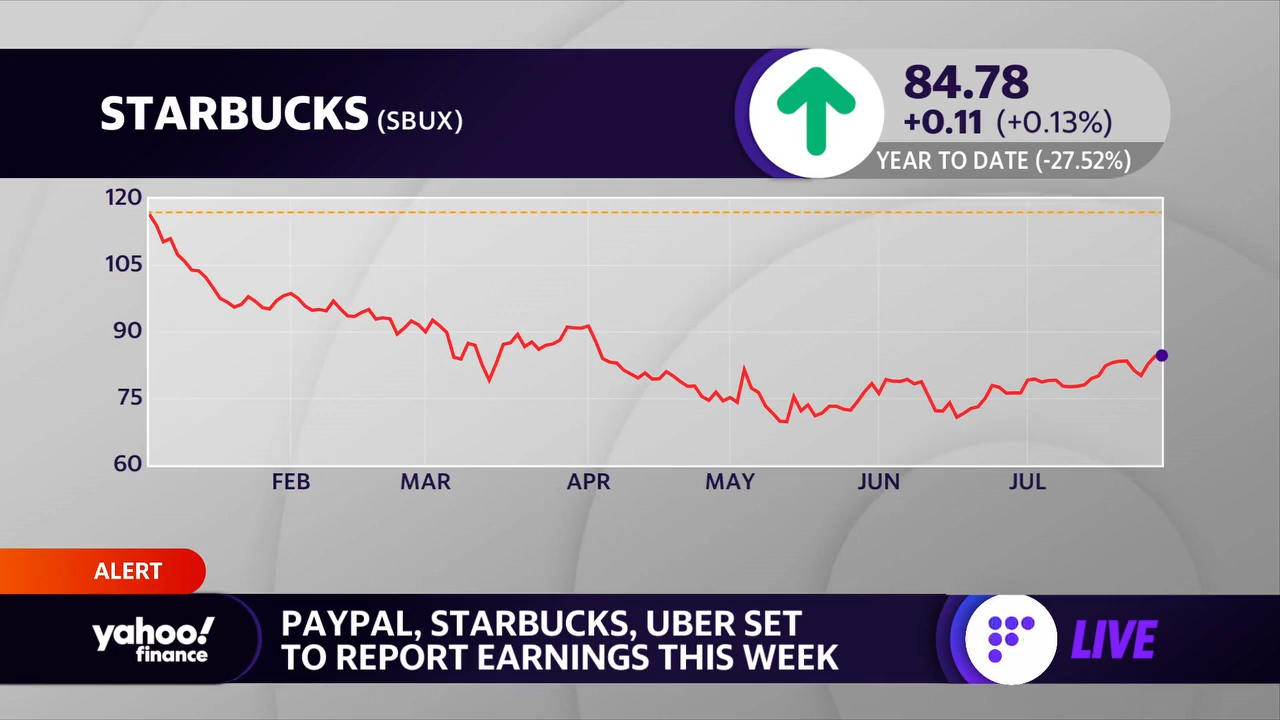 STARBUCKS (SBUX)
84.78
+0.11 (+0.13%)
YEAR TO DATE (-27.52%)
120
105
90
75
60
FEB MAR APR MAY JUN JUL
ALERT
yahoo!
finance
PAYPAL, STARBUCKS, UBER SET
TO REPORT EARNINGS THIS WEEK
LIVE